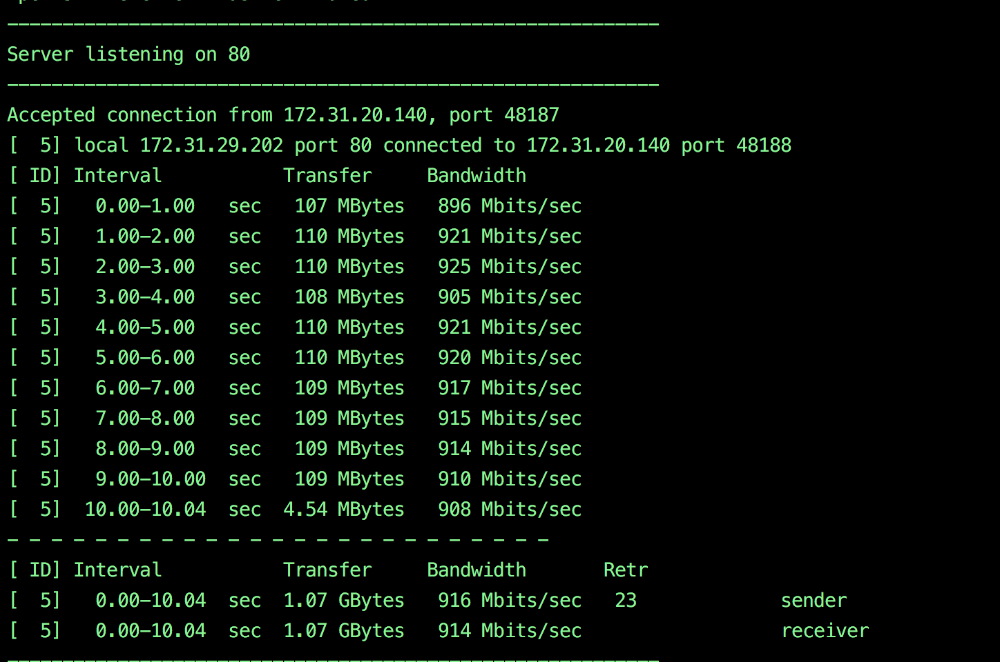 -----------------------------------------------------------
Server listening on 80
-----------------------------------------------------------
Accepted connection from 172.31.20.140, port 48187
[  5] local 172.31.29.202 port 80 connected to 172.31.20.140 port 48188
[ ID] Interval           Transfer     Bandwidth
[  5]   0.00-1.00   sec   107 MBytes   896 Mbits/sec
[  5]   1.00-2.00   sec   110 MBytes   921 Mbits/sec
[  5]   2.00-3.00   sec   110 MBytes   925 Mbits/sec
[  5]   3.00-4.00   sec   108 MBytes   905 Mbits/sec
[  5]   4.00-5.00   sec   110 MBytes   921 Mbits/sec
[  5]   5.00-6.00   sec   110 MBytes   920 Mbits/sec
[  5]   6.00-7.00   sec   109 MBytes   917 Mbits/sec
[  5]   7.00-8.00   sec   109 MBytes   915 Mbits/sec
[  5]   8.00-9.00   sec   109 MBytes   914 Mbits/sec
[  5]   9.00-10.00  sec   109 MBytes   910 Mbits/sec
[  5]  10.00-10.04  sec  4.54 MBytes   908 Mbits/sec
- - - - - - - - - - - - - - - - - - - - - - - - -
[ ID] Interval           Transfer     Bandwidth       Retr
[  5]   0.00-10.04  sec  1.07 GBytes   916 Mbits/sec   23             sender
[  5]   0.00-10.04  sec  1.07 GBytes   914 Mbits/sec                  receiver
-----------------------------------------------------------